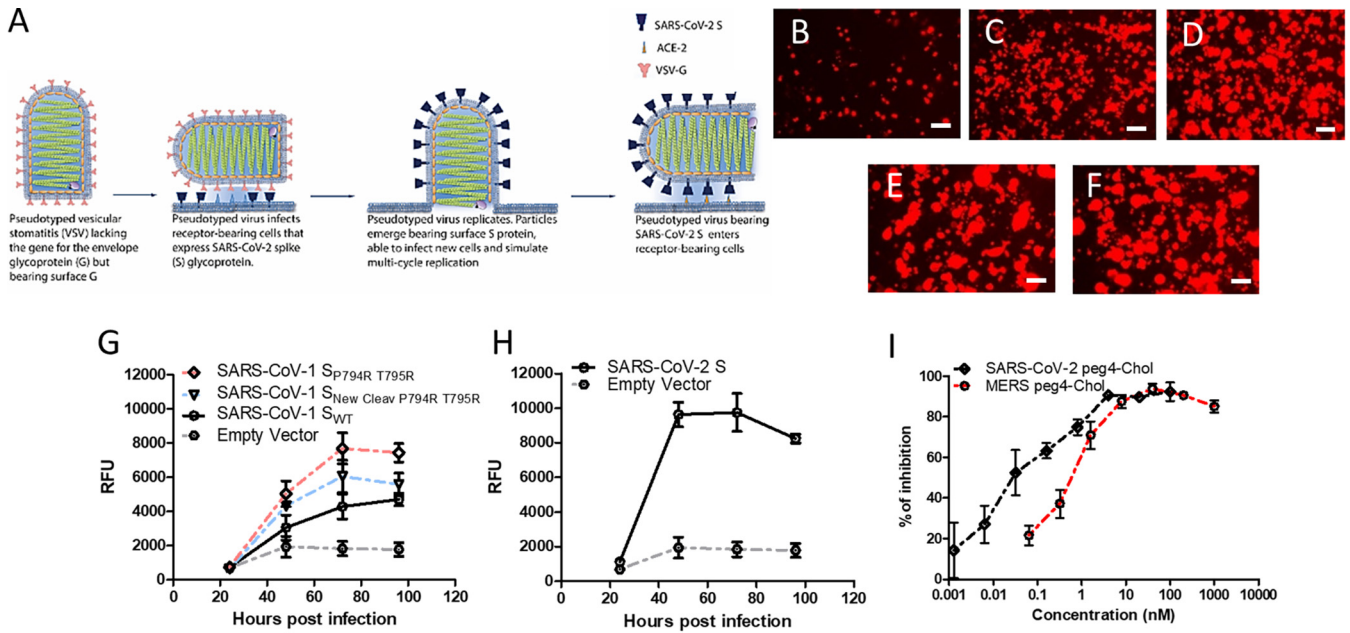 A
SARS-CoV-2 S
ACE-2
VSV-G
Pseudotyped vesicular
stomatitis (VSV) lacking
the gene for the envelope
glycoprotein (G) but
bearing surface G
Pseudotyped virus infects
receptor-bearing cells that
express SARS-CoV-2 spike
(S) glycoprotein.
Pseudotyped virus replicates. Particles
emerge bearing surface S protein,
able to infect new cells and simulate
multi-cycle replication
Pseudotyped virus bearing
SARS-CoV-2 S enters
receptor-bearing cells
B
C
D
E
F
G
SARS-CoV-1 SP794R T795R
SARS-CoV-1 SNew Cleav P794R T795R
SARS-CoV-1 SWT
Empty Vector
RFU
12000
10000
8000
6000
4000
2000
0
0 20 40 60 80 100 120
Hours post infection
H
SARS-CoV-2 S
Empty Vector
RFU
12000
10000
8000
6000
4000
2000
0
0 20 40 60 80 100 120
Hours post infection
I
SARS-CoV-2 peg4-Chol
MERS peg4-Chol
% of inhibition
100
80
60
40
20
0
0.001 0.01 0.1 1 10 100 1000 10000
Concentration (nM)